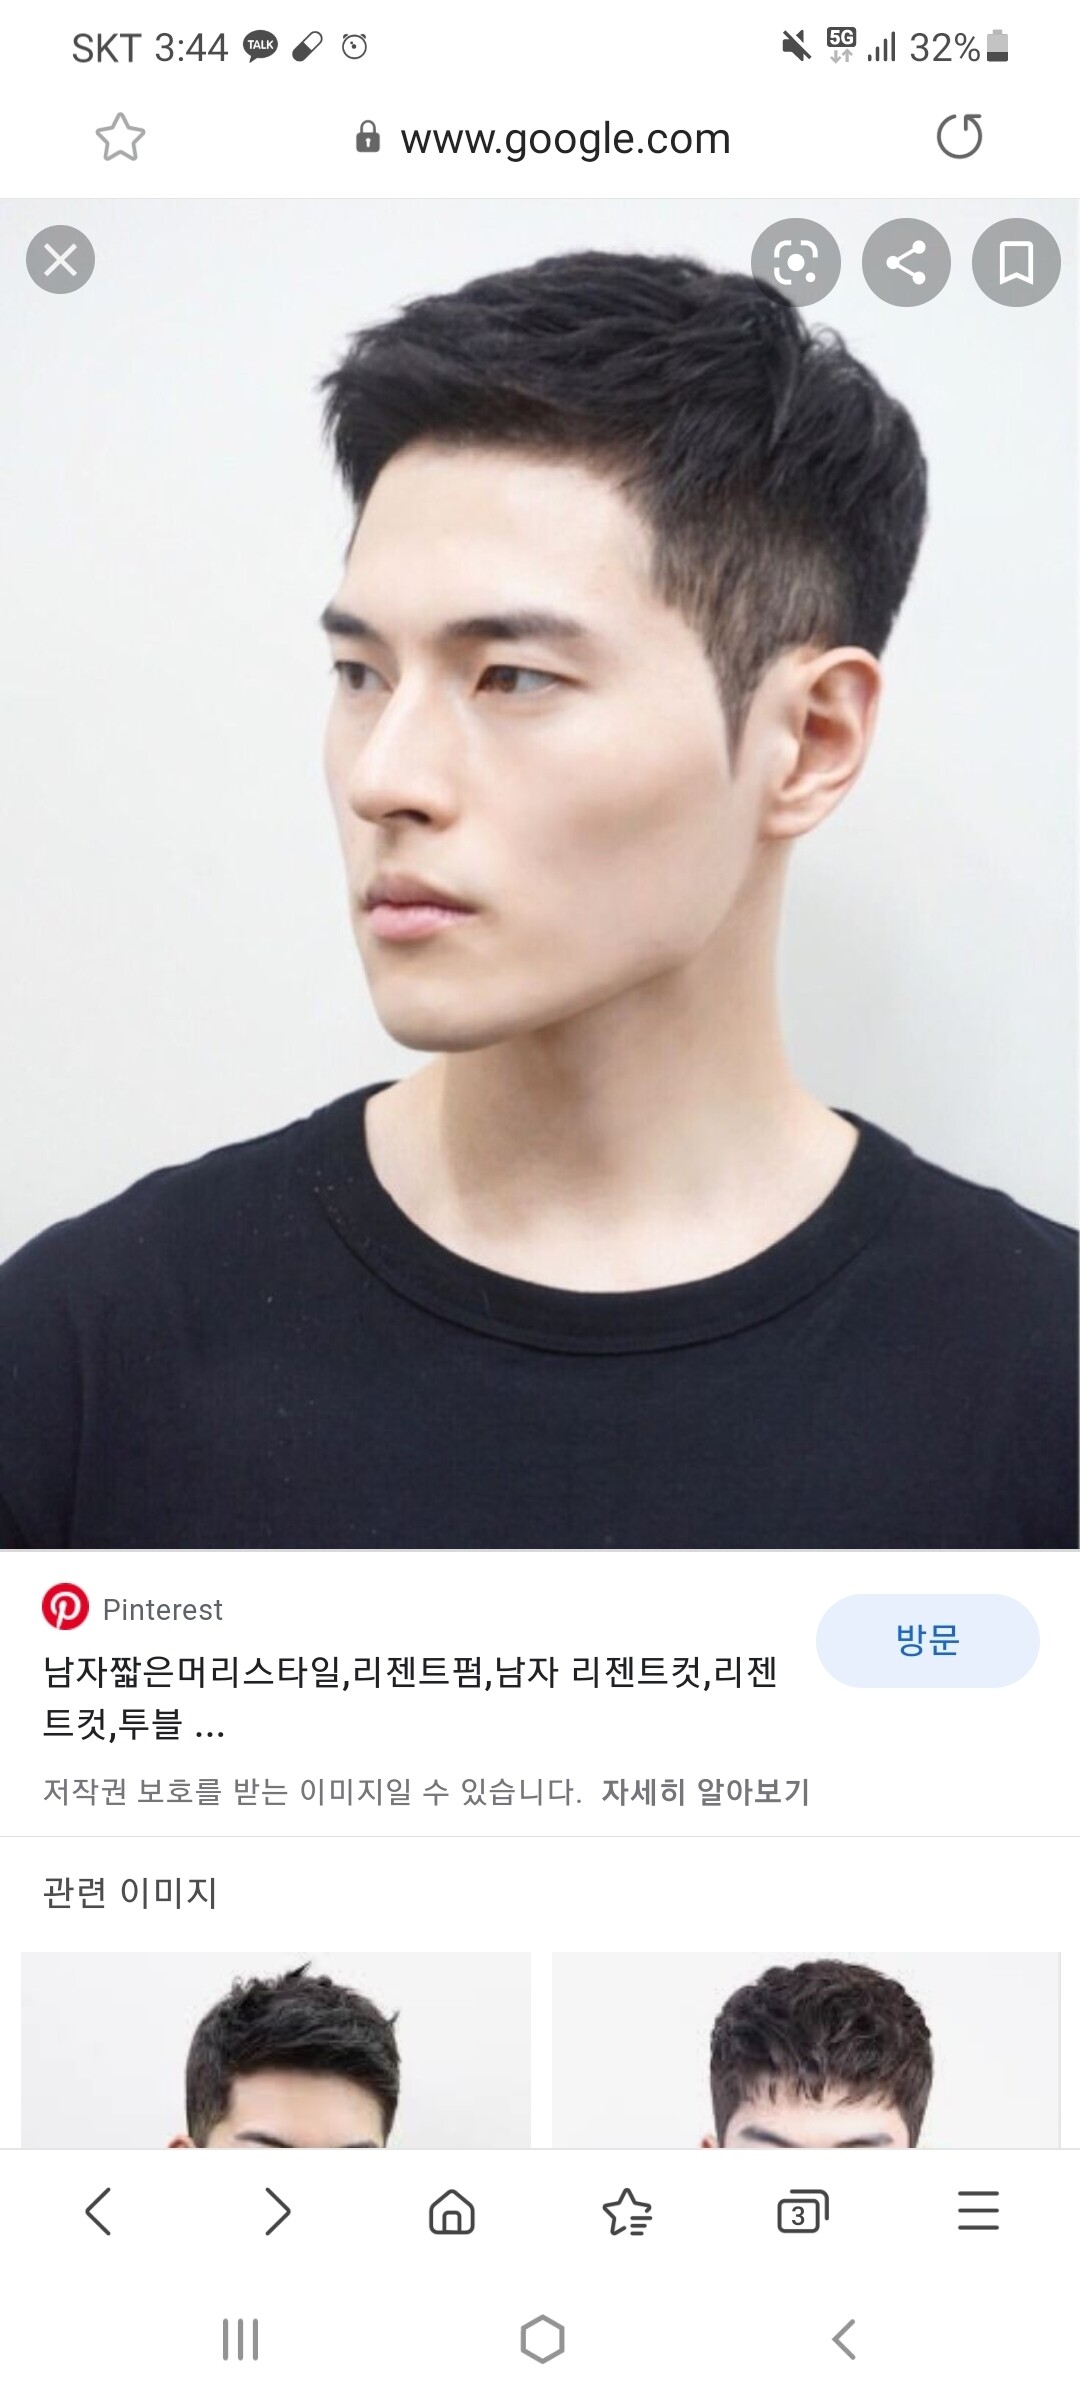 SKT 3:44 TALK 5G 32%
www.google.com
Pinterest
방문
남자짧은머리스타일,리젠트펌,남자 리젠트컷,리젠
트컷,투블 ...
저작권 보호를 받는 이미지일 수 있습니다. 자세히 알아보기
관련 이미지
3